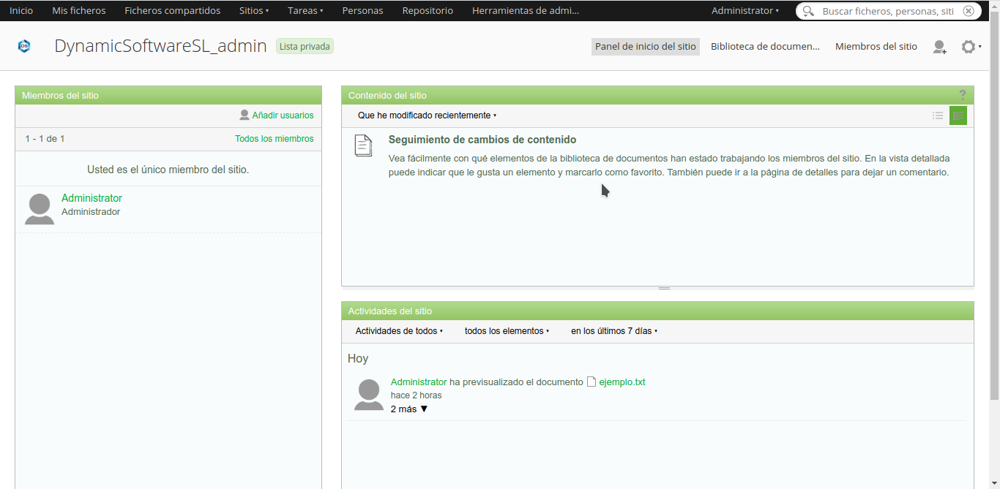 Inicio Mis ficheros Ficheros compartidos Sitios Tareas Personas Repositorio Herramientas de admi... Administrator Buscar ficheros, personas, siti
DS DynamicSoftwareSL_admin Lista privada Panel de inicio del sitio Biblioteca de documen... Miembros del sitio
Miembros del sitio
Añadir usuarios
1 - 1 de 1 Todos los miembros
Usted es el único miembro del sitio.
Administrator
Administrador
Contenido del sitio ?
Que he modificado recientemente
Seguimiento de cambios de contenido
Vea fácilmente con qué elementos de la biblioteca de documentos han estado trabajando los miembros del sitio. En la vista detallada
puede indicar que le gusta un elemento y marcarlo como favorito. También puede ir a la página de detalles para dejar un comentario.
Actividades del sitio
Actividades de todos todos los elementos en los últimos 7 días
Hoy
Administrator ha previsualizado el documento ejemplo.txt
hace 2 horas
2 más ▼